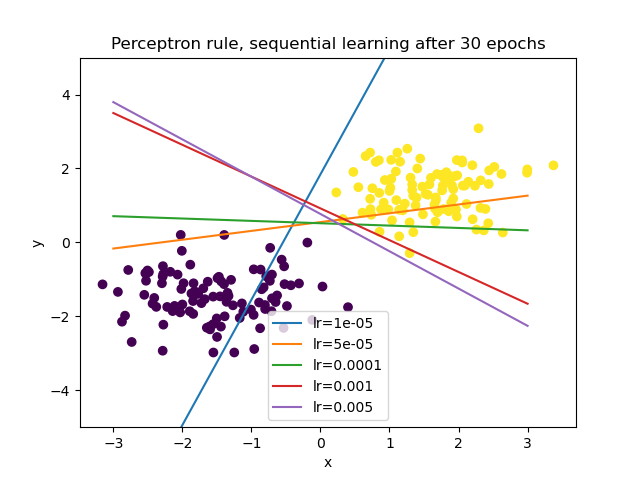 Perceptron rule, sequential learning after 30 epochs
y
4
2
0
−2
−4
lr=1e-05
lr=5e-05
lr=0.0001
lr=0.001
lr=0.005
−3 −2 −1 0 1 2 3
x